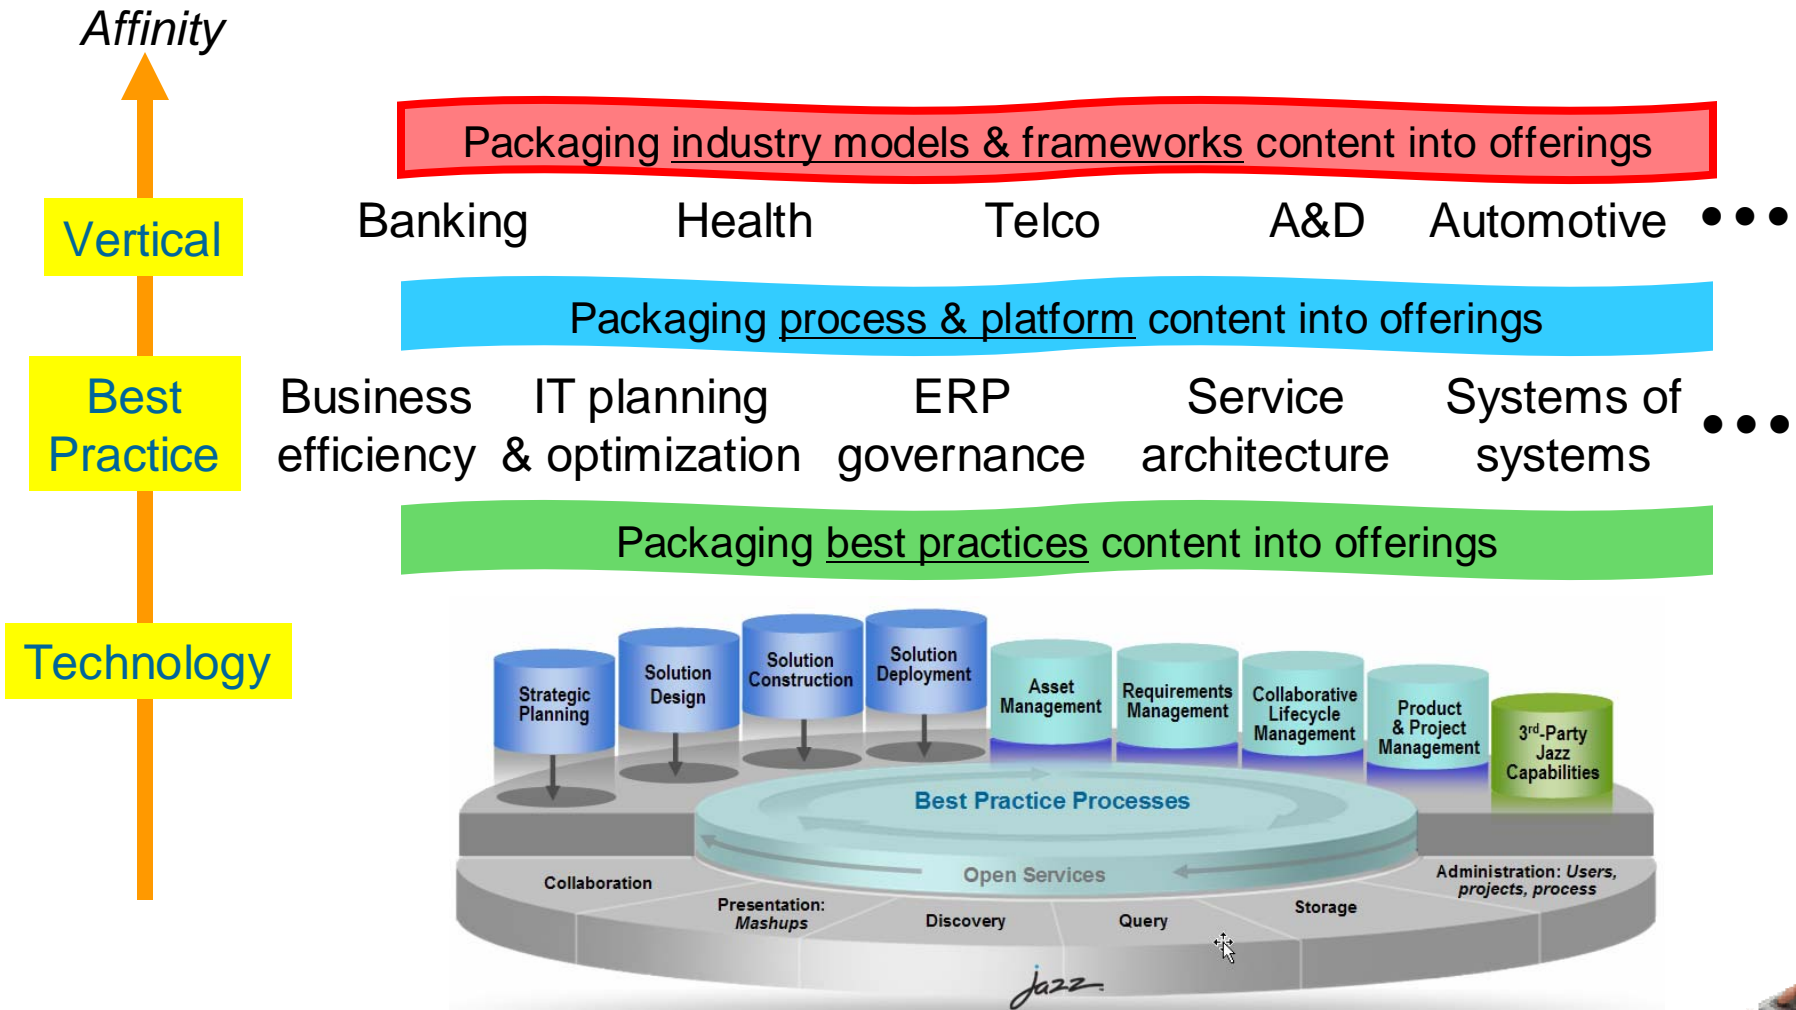 Affinity
Packaging industry models & frameworks content into offerings
Vertical
Banking
Health
Telco
A&D
Automotive
•••
Packaging process & platform content into offerings
Best
Practice
Business
efficiency
IT planning
& optimization
ERP
governance
Service
architecture
Systems of
systems
•••
Packaging best practices content into offerings
Technology
Strategic
Planning
Solution
Design
Solution
Construction
Solution
Deployment
Asset
Management
Requirements
Management
Collaborative
Lifecycle
Management
Product
& Project
Management
3rd-Party
Jazz
Capabilities
Best Practice Processes
Open Services
Collaboration
Presentation:
Mashups
Discovery
Query
Storage
Administration: Users,
projects, process
jazz